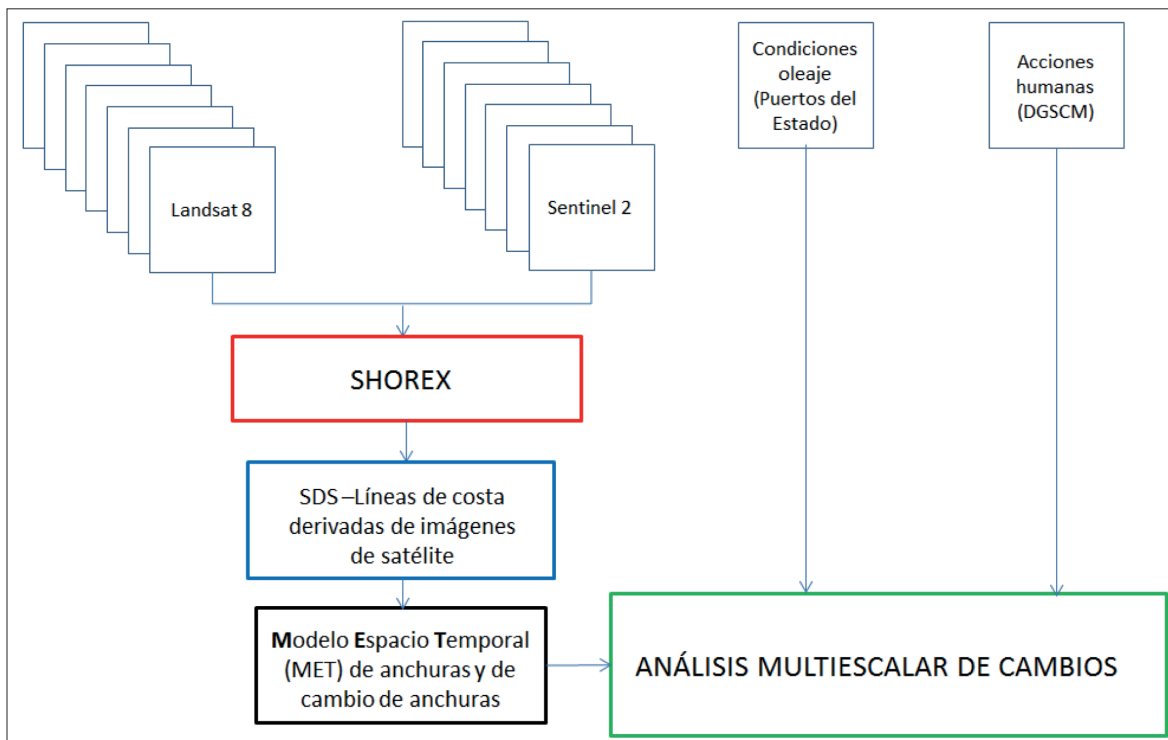 Landsat 8
Sentinel 2
Condiciones
oleaje
(Puertos del
Estado)
Acciones
humanas
(DGSCM)
SHOREX
SDS –Líneas de costa
derivadas de imágenes
de satélite
Modelo Espacio Temporal
(MET) de anchuras y de
cambio de anchuras
ANÁLISIS MULTIESCALAR DE CAMBIOS